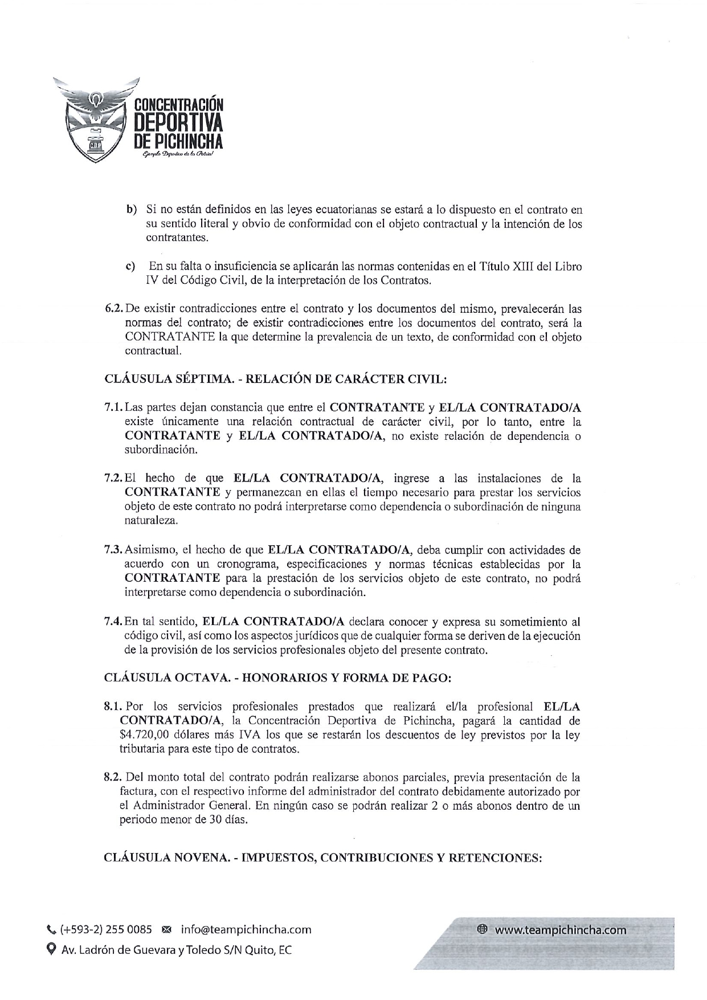 CONCENTRACIÓN
DEPORTIVA
DE PICHINCHA
Ejemplo Deportivo de la Patria!
b) Si no están definidos en las leyes ecuatorianas se estará a lo dispuesto en el contrato en
su sentido literal y obvio de conformidad con el objeto contractual y la intención de los
contratantes.
c) En su falta o insuficiencia se aplicarán las normas contenidas en el Título XIII del Libro
IV del Código Civil, de la interpretación de los Contratos.
6.2. De existir contradicciones entre el contrato y los documentos del mismo, prevalecerán las
normas del contrato; de existir contradicciones entre los documentos del contrato, será la
CONTRATANTE la que determine la prevalencia de un texto, de conformidad con el objeto
contractual.
CLÁUSULA SÉPTIMA. - RELACIÓN DE CARÁCTER CIVIL:
7.1. Las partes dejan constancia que entre el CONTRATANTE y EL/LA CONTRATADO/A
existe únicamente una relación contractual de carácter civil, por lo tanto, entre la
CONTRATANTE y EL/LA CONTRATADO/A, no existe relación de dependencia o
subordinación.
7.2. El hecho de que EL/LA CONTRATADO/A, ingrese a las instalaciones de la
CONTRATANTE y permanezcan en ellas el tiempo necesario para prestar los servicios
objeto de este contrato no podrá interpretarse como dependencia o subordinación de ninguna
naturaleza.
7.3. Asimismo, el hecho de que EL/LA CONTRATADO/A, deba cumplir con actividades de
acuerdo con un cronograma, especificaciones y normas técnicas establecidas por la
CONTRATANTE para la prestación de los servicios objeto de este contrato, no podrá
interpretarse como dependencia o subordinación.
7.4. En tal sentido, EL/LA CONTRATADO/A declara conocer y expresa su sometimiento al
código civil, así como los aspectos jurídicos que de cualquier forma se deriven de la ejecución
de la provisión de los servicios profesionales objeto del presente contrato.
CLÁUSULA OCTAVA. - HONORARIOS Y FORMA DE PAGO:
8.1. Por los servicios profesionales prestados que realizará el/la profesional EL/LA
CONTRATADO/A, la Concentración Deportiva de Pichincha, pagará la cantidad de
$4.720,00 dólares más IVA los que se restarán los descuentos de ley previstos por la ley
tributaria para este tipo de contratos.
8.2. Del monto total del contrato podrán realizarse abonos parciales, previa presentación de la
factura, con el respectivo informe del administrador del contrato debidamente autorizado por
el Administrador General. En ningún caso se podrán realizar 2 o más abonos dentro de un
periodo menor de 30 días.
CLÁUSULA NOVENA. - IMPUESTOS, CONTRIBUCIONES Y RETENCIONES:
(+593-2) 255 0085 info@teampichincha.com
www.teampichincha.com
Av. Ladrón de Guevara y Toledo S/N Quito, EC